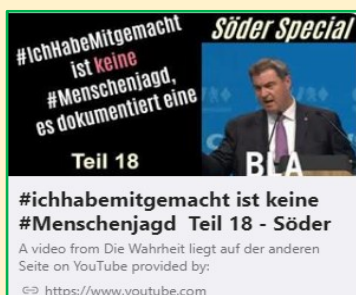 #IchHabeMitgemacht
ist keine
#Menschenjagd,
es dokumentiert eine
Teil 18
Söder Special
BLA
#ichhabemitgemacht ist keine
#Menschenjagd Teil 18 - Söder
A video from Die Wahrheit liegt auf der anderen
Seite on YouTube provided by:
https://www.youtube.com